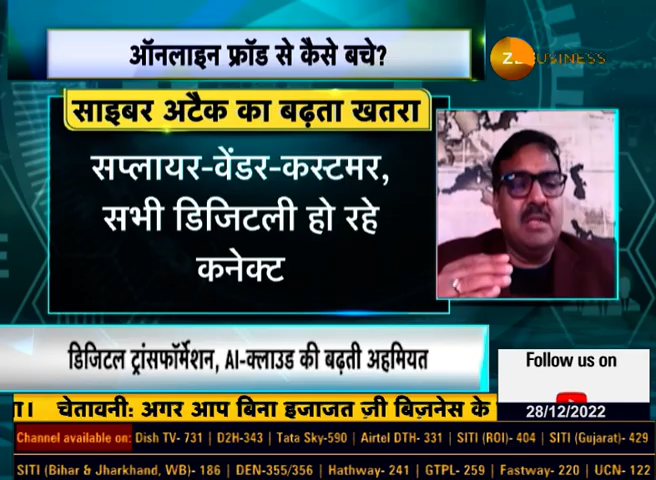 ऑनलाइन फ्रॉड से कैसे बचे?
ZEE BUSINESS
साइबर अटैक का बढ़ता खतरा
सप्लायर-वेंडर-कस्टमर,
सभी डिजिटली हो रहे
कनेक्ट
डिजिटल ट्रांसफॉर्मेशन, AI-क्लाउड की बढ़ती अहमियत
Follow us on
चेतावनी: अगर आप बिना इजाजत ज़ी बिज़नेस के
28/12/2022
Channel available on: Dish TV- 731 | D2H-343 | Tata Sky-590 | Airtel DTH- 331 | SITI (ROI)- 404 | SITI (Gujarat)- 429
SITI (Bihar & Jharkhand, WB)- 186 | DEN-355/356 | Hathway- 241 | GTPL- 259 | Fastway- 220 | UCN- 122